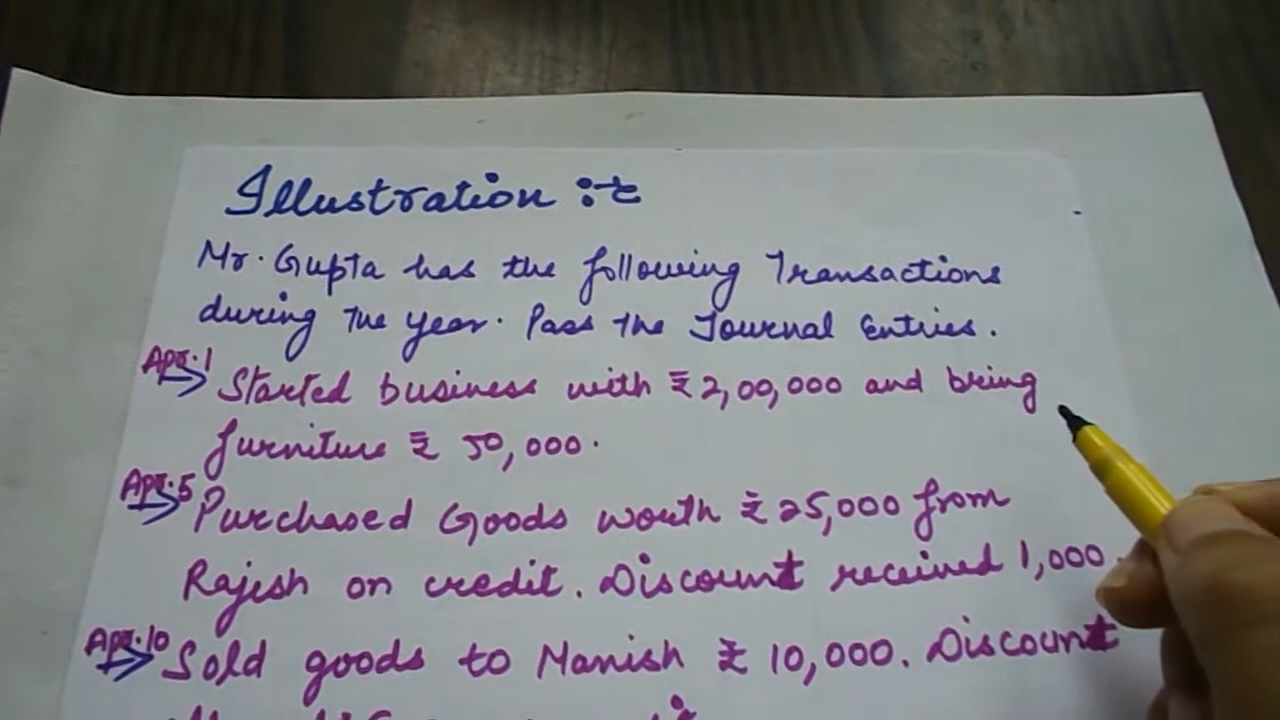 Illustration :-
Mr. Gupta has the following Transactions
during The year. Pass the Journal Entries.
Apr. 1
Started business with ₹ 2,00,000 and bring
furniture ₹ 50,000.
Apr. 5
Purchased Goods worth ₹ 25,000 from
Rajesh on credit. Discount received 1,000.
Apr. 10
Sold goods to Manish ₹ 10,000. Discount